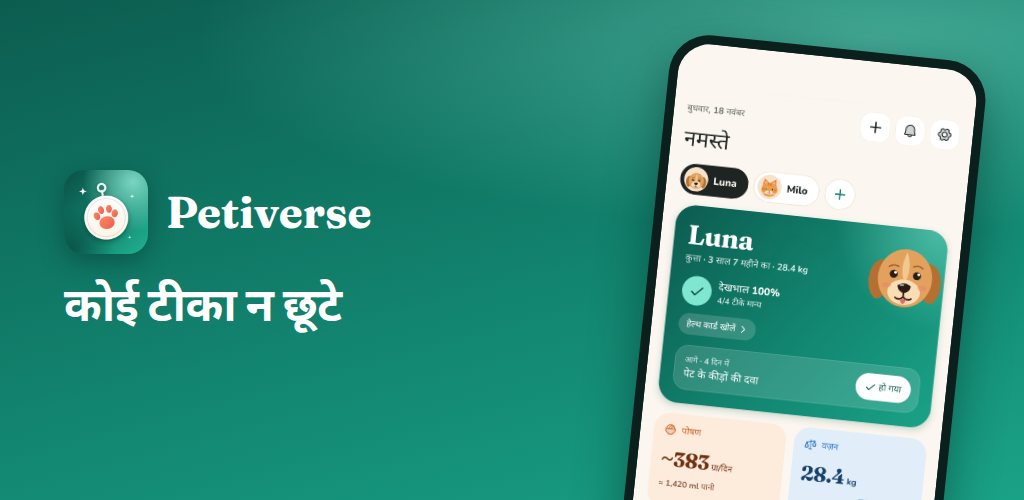 Petiverse
कोई टीका न छूटे
बुधवार, 18 नवंबर
नमस्ते
Luna
Milo
Luna
कुत्ता · 3 साल 7 महीने का · 28.4 kg
देखभाल 100%
4/4 टीके मान्य
हेल्थ कार्ड खोलें
आगे · 4 दिन में
पेट के कीड़ों की दवा
हो गया
पोषण
~383 ग्रा/दिन
≈ 1,420 ml पानी
वज़न
28.4 kg